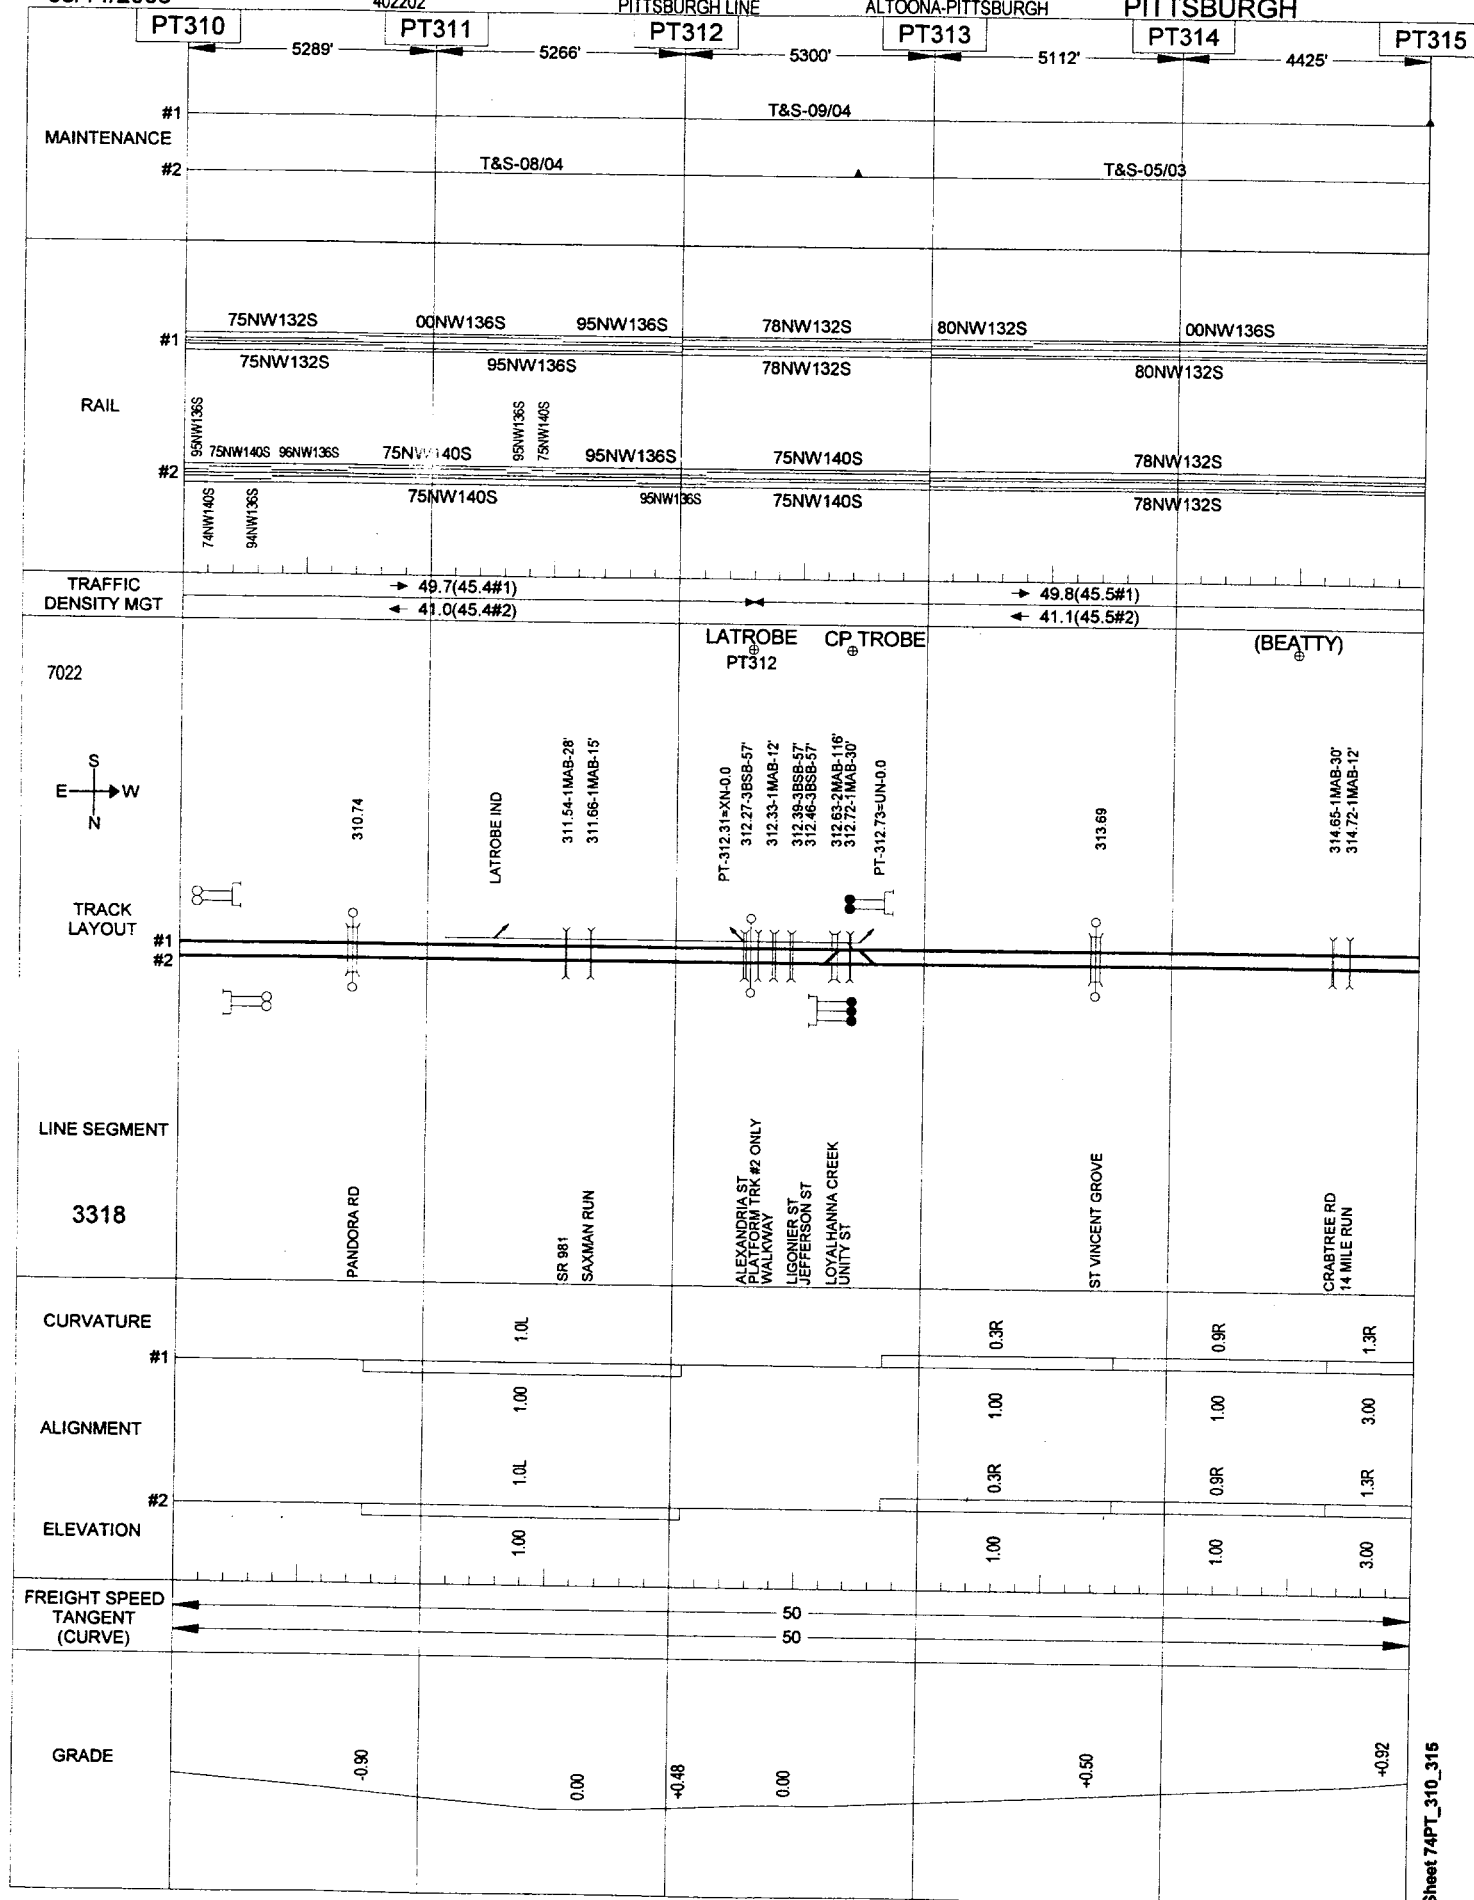 402202 PITTSBURGH LINE ALTOONA-PITTSBURGH PITTSBURGH
PT310 PT311 PT312 PT313 PT314 PT315
5289' 5266' 5300' 5112' 4425'
MAINTENANCE
#1 T&S-09/04
#2 T&S-08/04 T&S-05/03
RAIL
75NW132S 00NW136S 95NW136S 78NW132S 80NW132S 00NW136S
#1
75NW132S 95NW136S 78NW132S 80NW132S
95NW136S 75NW140S 96NW136S 75NW140S 95NW136S 75NW140S 95NW136S 75NW140S 78NW132S
#2
74NW140S 94NW136S 75NW140S 95NW136S 75NW140S 78NW132S
TRAFFIC
DENSITY MGT
49.7(45.4#1) 49.8(45.5#1)
41.0(45.4#2) 41.1(45.5#2)
LATROBE CP TROBE (BEATTY)
PT312
7022
S
E W
N
310.74
LATROBE IND
311.54-1MAB-28'
311.66-1MAB-15'
PT-312.31=XN-0.0
312.27-3BSB-57'
312.33-1MAB-12'
312.39-3BSB-57'
312.46-3BSB-57'
312.63-2MAB-116'
312.72-1MAB-30'
PT-312.73=UN-0.0
313.69
314.65-1MAB-30'
314.72-1MAB-12'
TRACK
LAYOUT
#1
#2
LINE SEGMENT
3318
PANDORA RD
SR 981
SAXMAN RUN
ALEXANDRIA ST
PLATFORM TRK #2 ONLY
WALKWAY
LIGONIER ST
JEFFERSON ST
LOYALHANNA CREEK
UNITY ST
ST VINCENT GROVE
CRABTREE RD
14 MILE RUN
CURVATURE
1.0L 0.3R 0.9R 1.3R
#1
1.00 1.00 1.00 3.00
ALIGNMENT
1.0L 0.3R 0.9R 1.3R
#2
ELEVATION
1.00 1.00 1.00 3.00
FREIGHT SPEED
TANGENT
(CURVE)
50
50
GRADE
-0.90 0.00 +0.48 0.00 +0.50 +0.92
Sheet 74PT_310_315